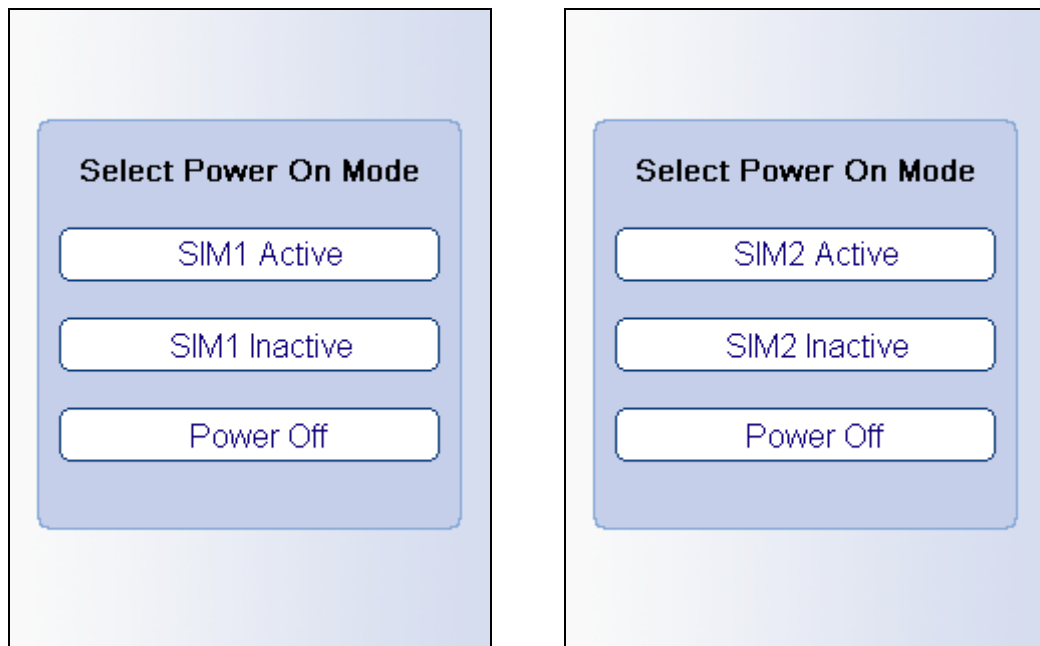 Select Power On Mode
SIM1 Active
SIM1 Inactive
Power Off
Select Power On Mode
SIM2 Active
SIM2 Inactive
Power Off